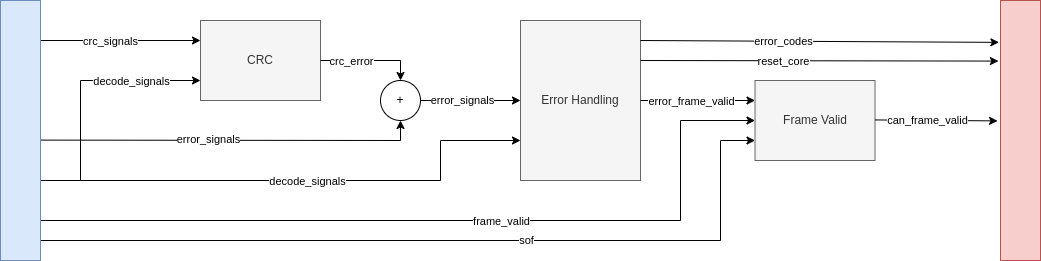 crc_signals
CRC
decode_signals
crc_error
+
error_signals
error_signals
decode_signals
Error Handling
error_codes
reset_core
error_frame_valid
Frame Valid
can_frame_valid
frame_valid
sof